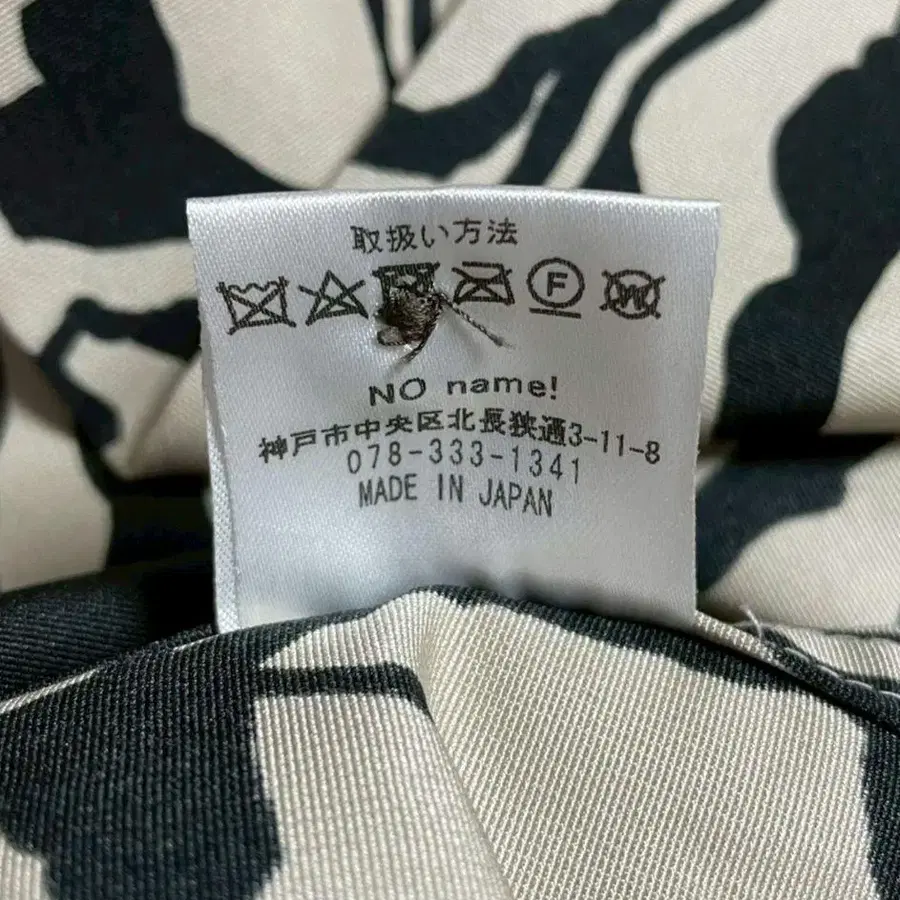 取扱い方法
F W
NO name!
神戸市中央区北長狭通3-11-8
078-333-1341
MADE IN JAPAN